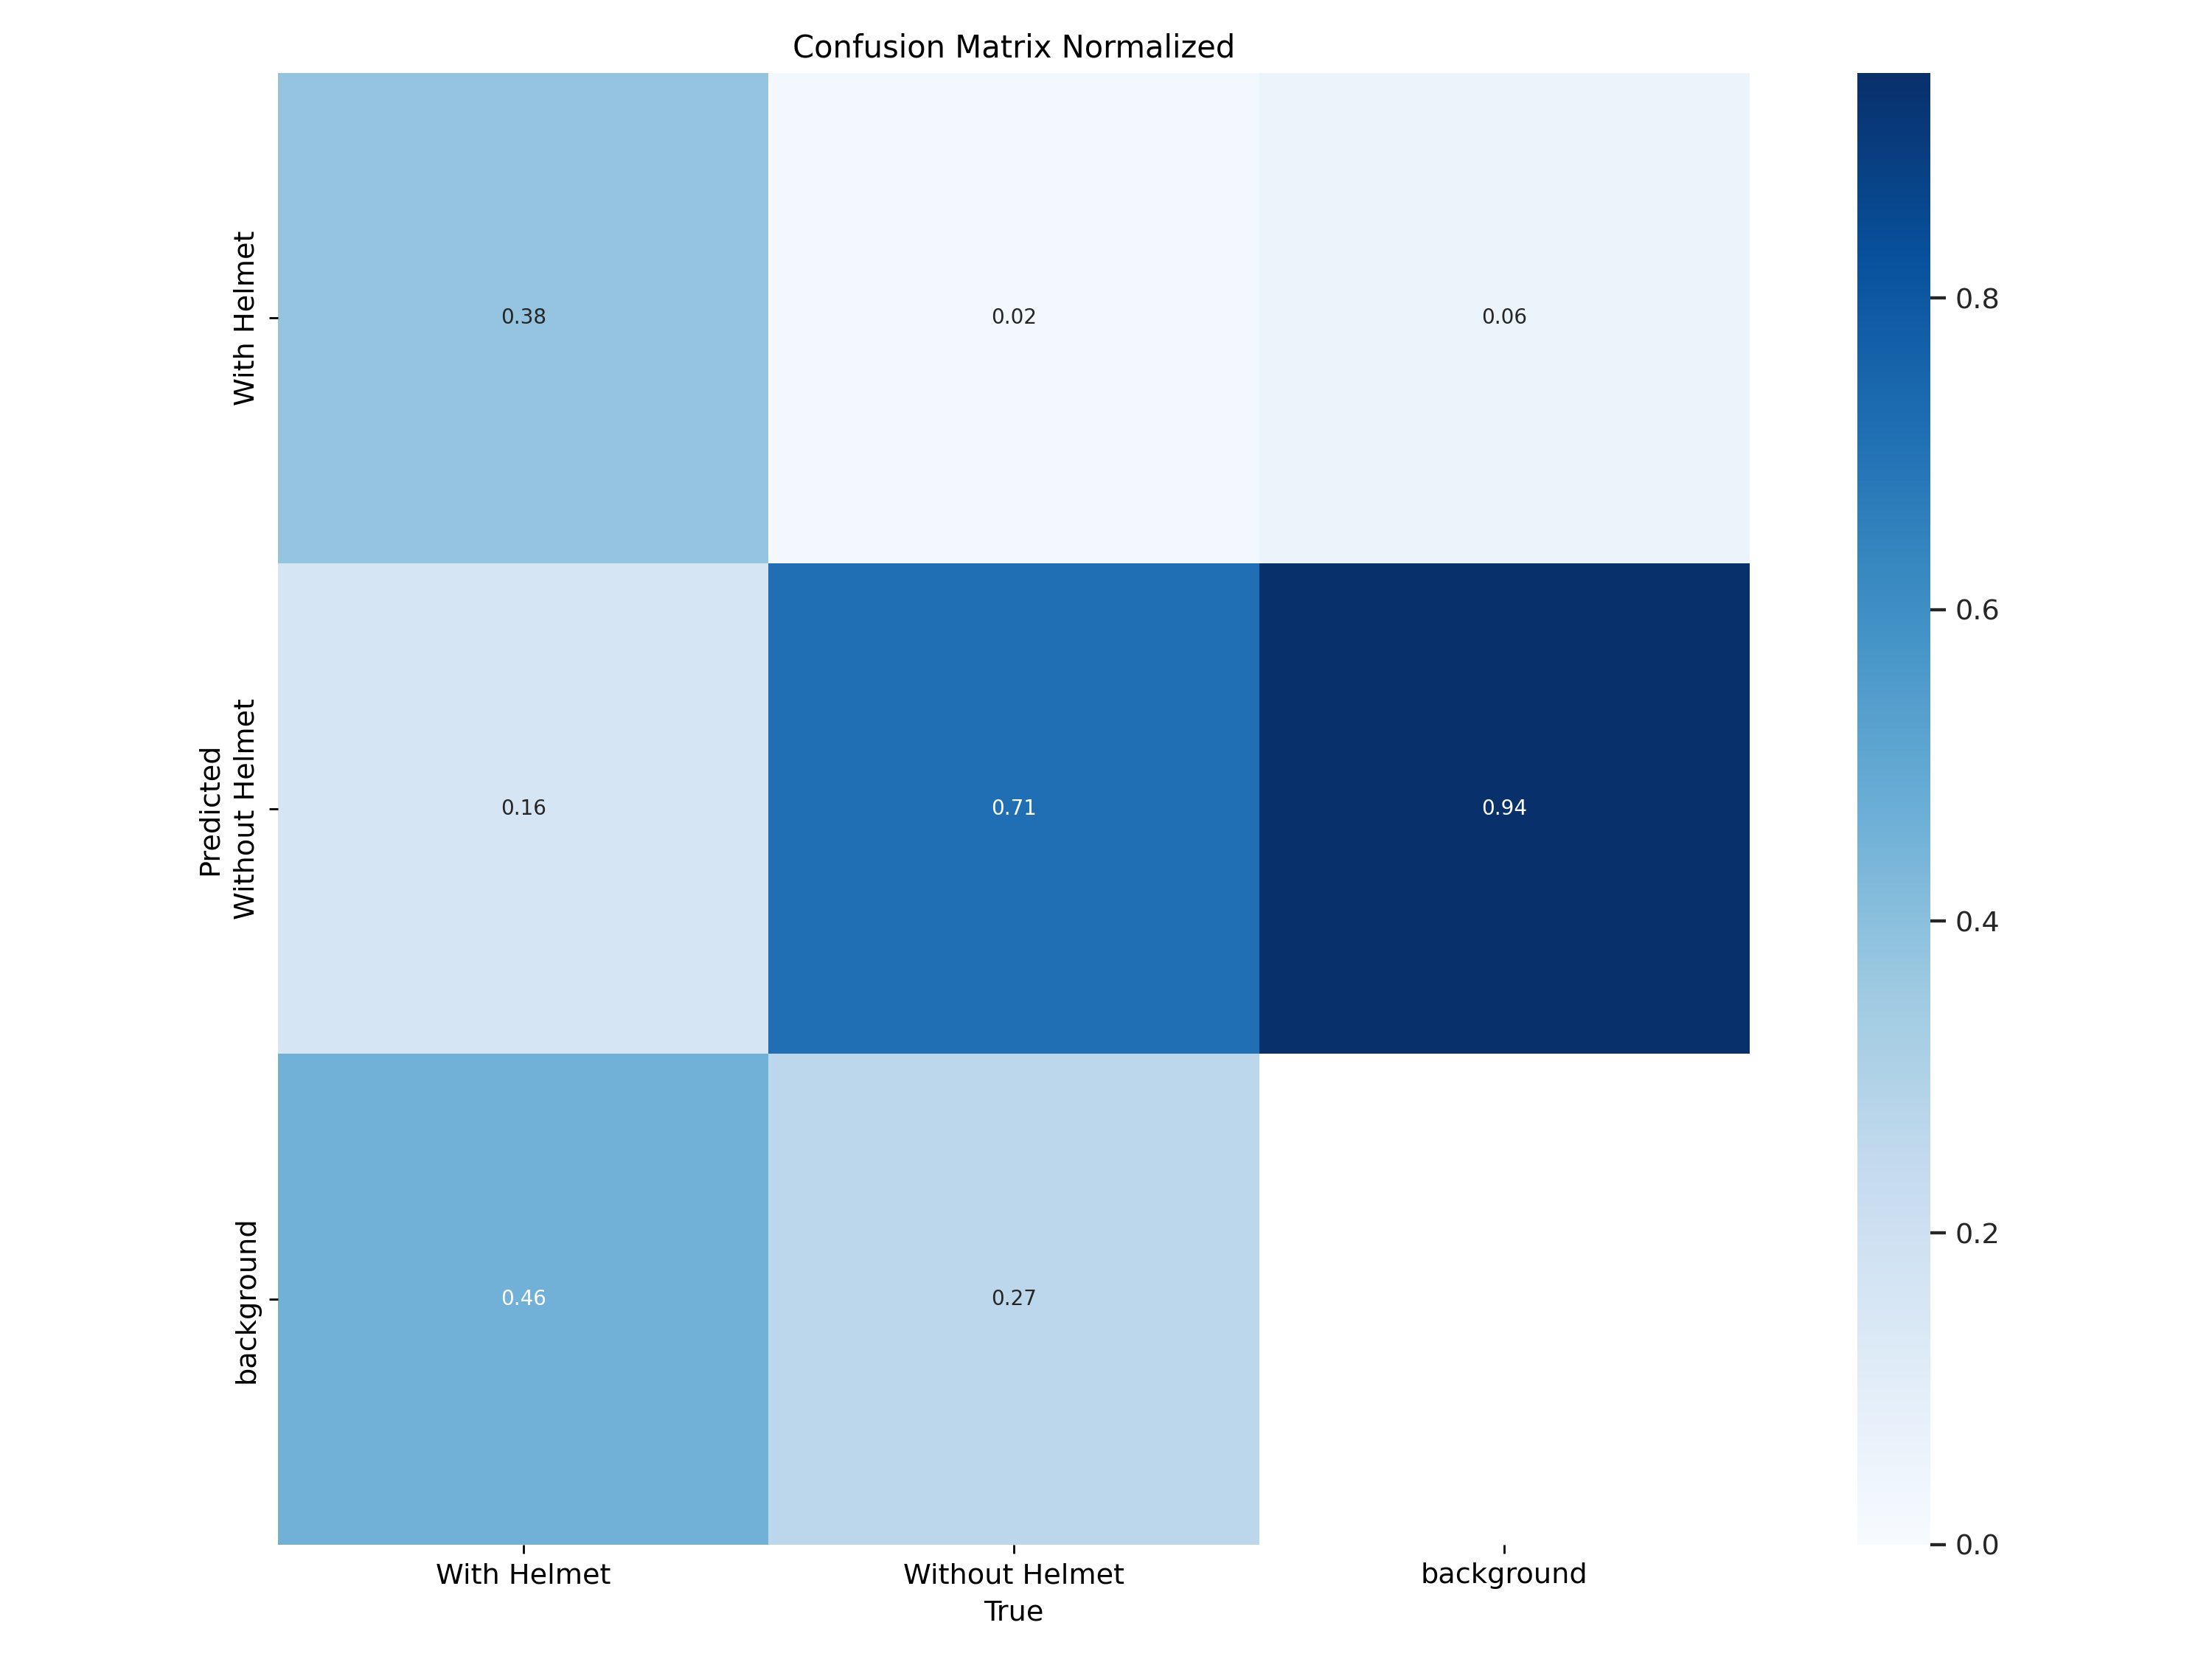 Confusion Matrix Normalized
With Helmet
0.38
0.02
0.06
0.8
0.6
Predicted
Without Helmet
0.16
0.71
0.94
0.4
background
0.46
0.27
0.2
0.0
With Helmet
Without Helmet
background
True